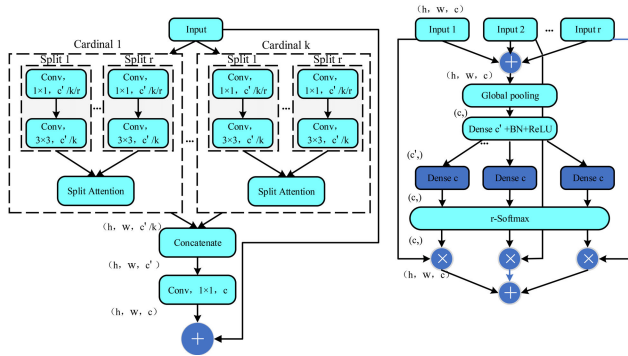 Input
Cardinal 1
Cardinal k
Split 1
Split r
Split 1
Split r
Conv,
1×1, c'/k/r
Conv,
1×1, c'/k/r
Conv,
1×1, c'/k/r
Conv,
1×1, c'/k/r
...
...
Conv,
3×3, c'/k
Conv,
3×3, c'/k
Conv,
3×3, c'/k
Conv,
3×3, c'/k
...
Split Attention
Split Attention
(h, w, c'/k)
Concatenate
(h, w, c')
Conv, 1×1, c
(h, w, c)
+
(h, w, c)
Input 1
Input 2
...
Input r
+
(h, w, c)
Global pooling
(c,)
Dense c' +BN+ReLU
...
(c',)
Dense c
Dense c
Dense c
(c,)
r-Softmax
(c,)
×
×
×
(h, w, c)
+